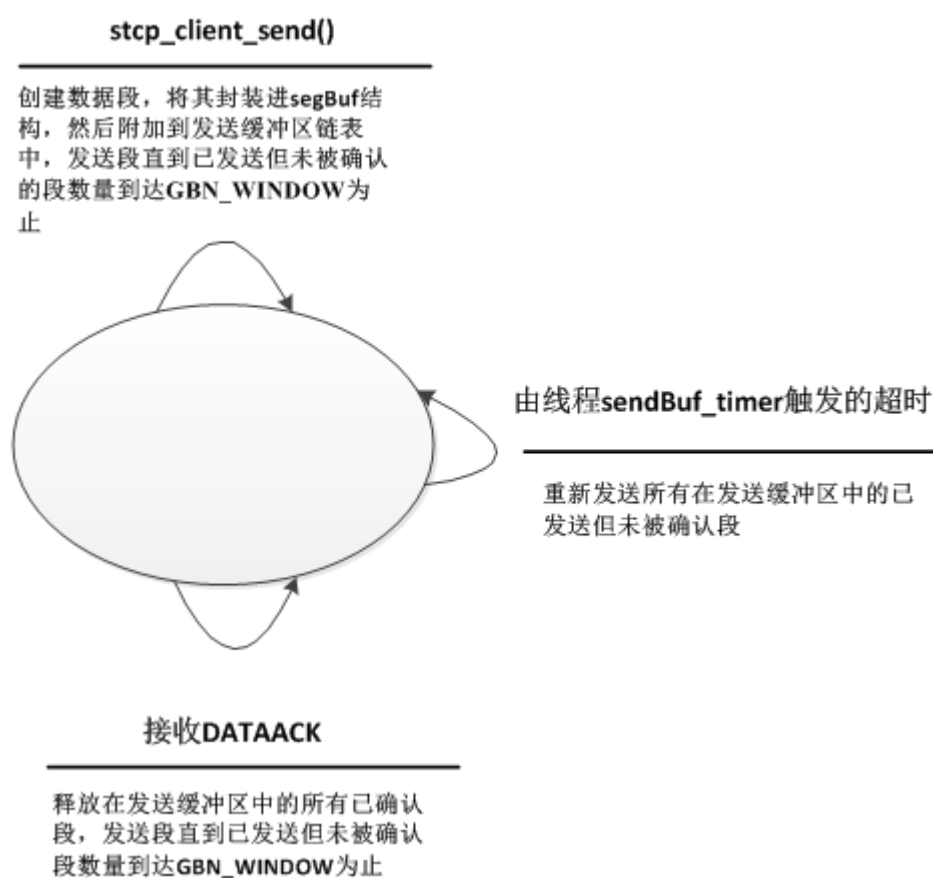 stcp_client_send()
创建数据段，将其封装进segBuf结
构，然后附加到发送缓冲区链表
中，发送段直到已发送但未被确认
的段数量到达GBN_WINDOW为
止
由线程sendBuf_timer触发的超时
重新发送所有在发送缓冲区中的已
发送但未被确认段
接收DATAACK
释放在发送缓冲区中的所有已确认
段，发送段直到已发送但未被确认
段数量到达GBN_WINDOW为止